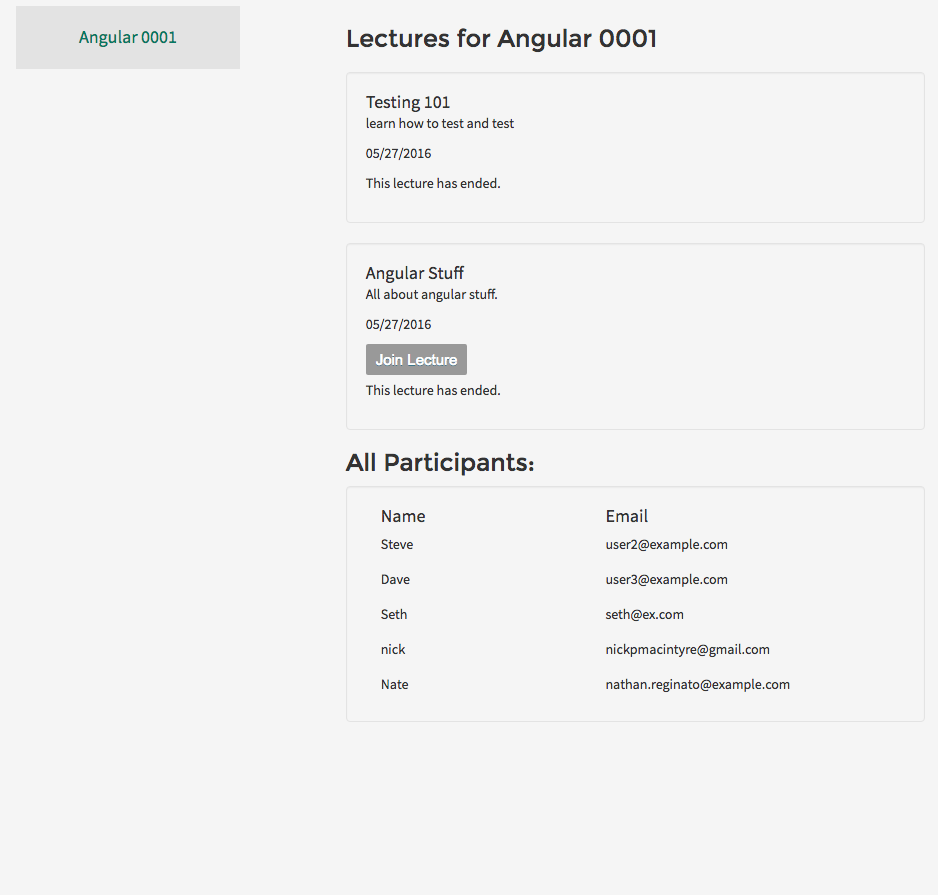 Angular 0001
Lectures for Angular 0001
Testing 101
learn how to test and test
05/27/2016
This lecture has ended.
Angular Stuff
All about angular stuff.
05/27/2016
Join Lecture
This lecture has ended.
All Participants:
Name Email
Steve user2@example.com
Dave user3@example.com
Seth seth@ex.com
nick nickpmacintyre@gmail.com
Nate nathan.reginato@example.com